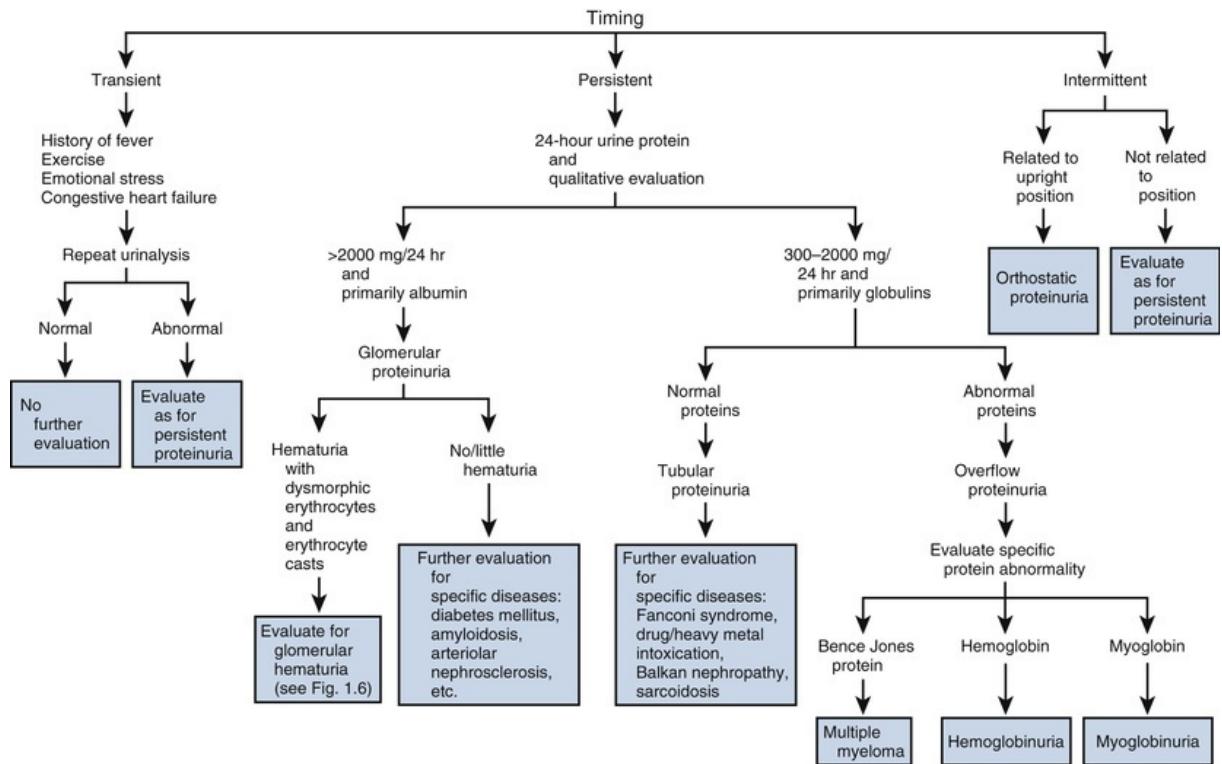 Timing
Transient
History of fever
Exercise
Emotional stress
Congestive heart failure
Repeat urinalysis
Normal
No
further
evaluation
Abnormal
Evaluate
as for
persistent
proteinuria
Persistent
24-hour urine protein
and
qualitative evaluation
>2000 mg/24 hr
and
primarily albumin
Glomerular
proteinuria
Hematuria
with
dysmorphic
erythrocytes
and
erythrocyte
casts
Evaluate for
glomerular
hematuria
(see Fig. 1.6)
No/little
hematuria
Further evaluation
for
specific diseases:
diabetes mellitus,
amyloidosis,
arteriolar
nephrosclerosis,
etc.
300–2000 mg/
24 hr and
primarily globulins
Normal
proteins
Tubular
proteinuria
Further evaluation
for
specific diseases:
Fanconi syndrome,
drug/heavy metal
intoxication,
Balkan nephropathy,
sarcoidosis
Abnormal
proteins
Overflow
proteinuria
Evaluate specific
protein abnormality
Bence Jones
protein
Multiple
myeloma
Hemoglobin
Hemoglobinuria
Myoglobin
Myoglobinuria
Intermittent
Related to
upright
position
Orthostatic
proteinuria
Not related
to
position
Evaluate
as for
persistent
proteinuria